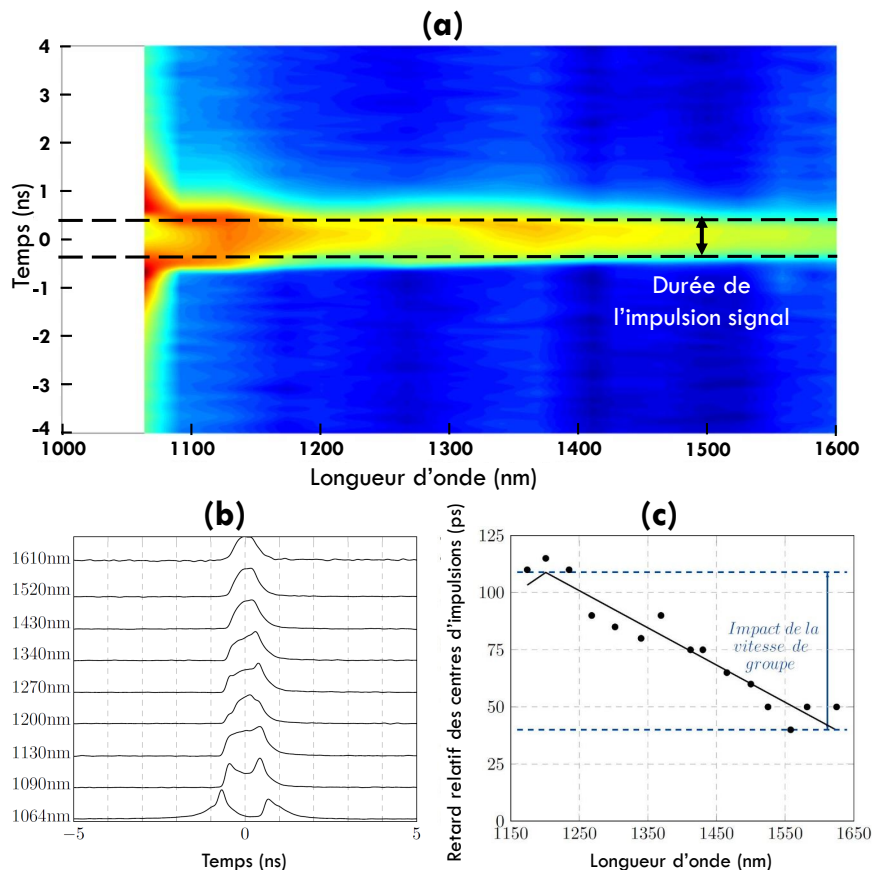 (a)
Temps (ns)
4
3
2
1
0
-1
-2
-3
-4
Durée de
l'impulsion signal
1000
1100
1200
1300
1400
1500
1600
Longueur d'onde (nm)
(b)
1610nm
1520nm
1430nm
1340nm
1270nm
1200nm
1130nm
1090nm
1064nm
−5
0
5
Temps (ns)
(c)
Retard relatif des centres d'impulsions (ps)
125
100
75
50
25
0
Impact de la
vitesse de
groupe
1150
1250
1350
1450
1550
1650
Longueur d'onde (nm)